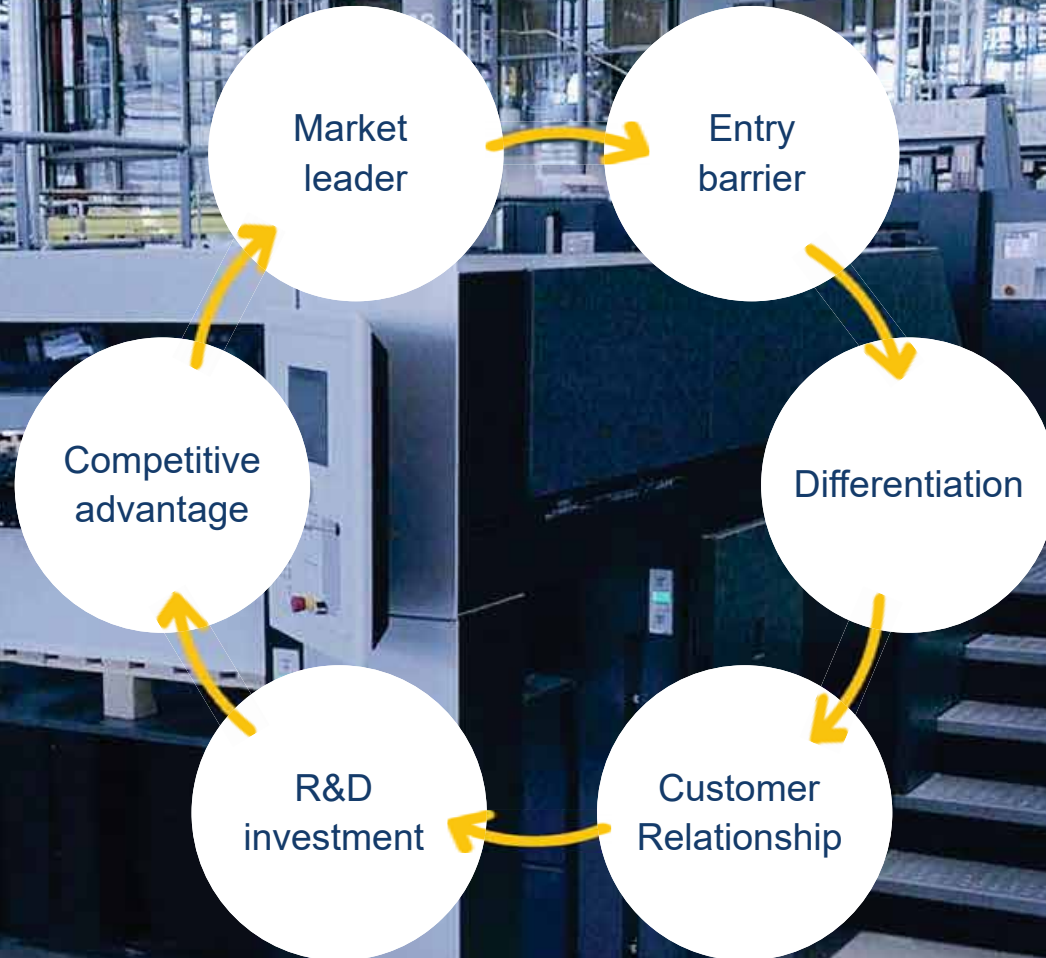 Market
leader
Entry
barrier
Differentiation
Customer
Relationship
R&D
investment
Competitive
advantage